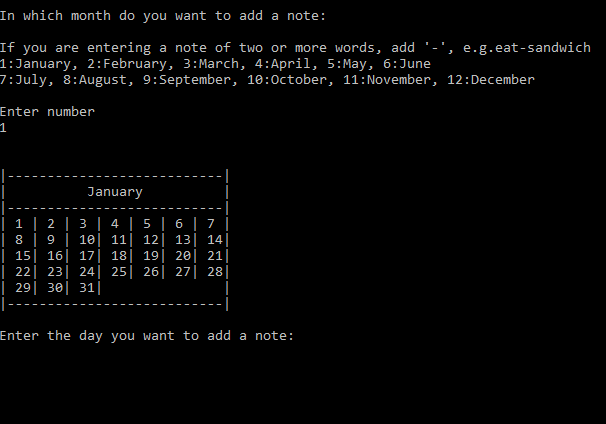 In which month do you want to add a note:
If you are entering a note of two or more words, add '-', e.g.eat-sandwich
1:January, 2:February, 3:March, 4:April, 5:May, 6:June
7:July, 8:August, 9:September, 10:October, 11:November, 12:December
Enter number
1
|---------------------------|
|          January          |
|---------------------------|
| 1 | 2 | 3 | 4 | 5 | 6 | 7 |
| 8 | 9 | 10| 11| 12| 13| 14|
| 15| 16| 17| 18| 19| 20| 21|
| 22| 23| 24| 25| 26| 27| 28|
| 29| 30| 31|               |
|---------------------------|
Enter the day you want to add a note: